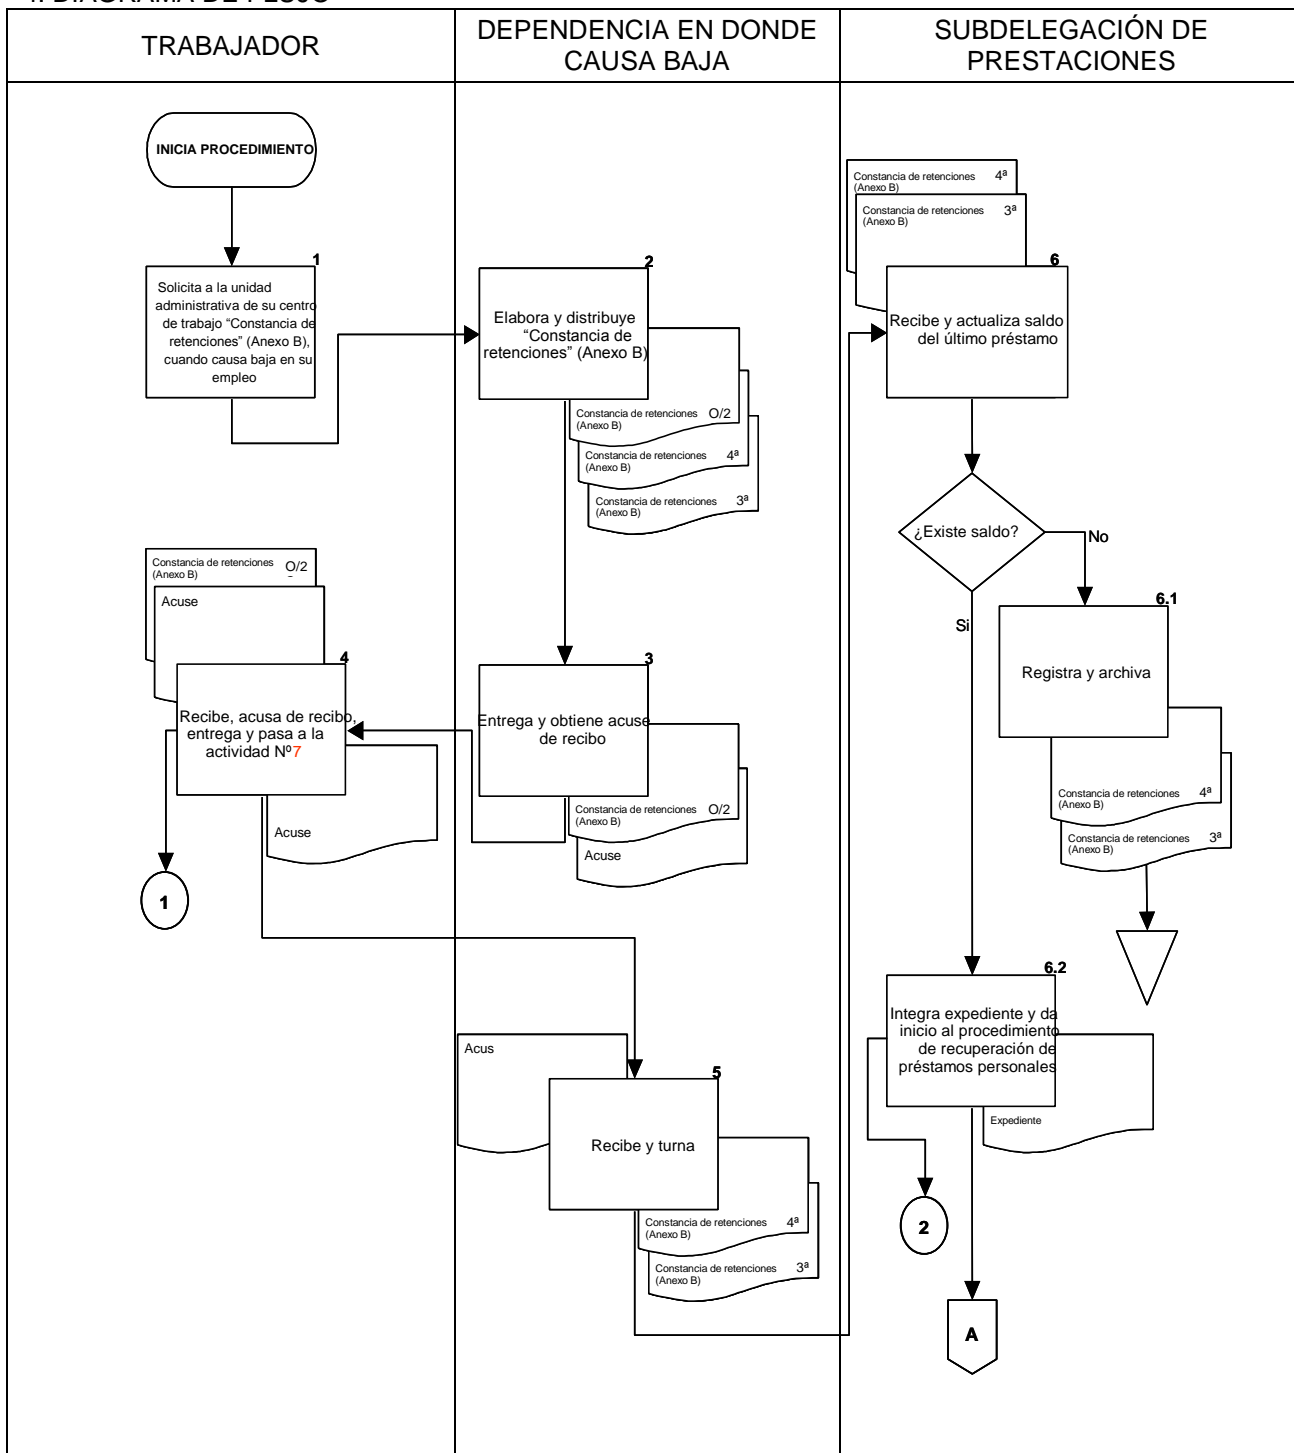 TRABAJADOR
DEPENDENCIA EN DONDE
CAUSA BAJA
SUBDELEGACIÓN DE
PRESTACIONES
INICIA PROCEDIMIENTO
1
Solicita a la unidad
administrativa de su centro
de trabajo “Constancia de
retenciones” (Anexo B),
cuando causa baja en su
empleo
2
Elabora y distribuye
“Constancia de
retenciones” (Anexo B)
Constancia de retenciones O/2
(Anexo B)
Constancia de retenciones 4ª
(Anexo B)
Constancia de retenciones 3ª
(Anexo B)
Constancia de retenciones 4ª
(Anexo B)
Constancia de retenciones 3ª
(Anexo B)
6
Recibe y actualiza saldo
del último préstamo
¿Existe saldo?
No
Si
6.1
Registra y archiva
Constancia de retenciones 4ª
(Anexo B)
Constancia de retenciones 3ª
(Anexo B)
Constancia de retenciones O/2
(Anexo B)
Acuse
4
Recibe, acusa de recibo,
entrega y pasa a la
actividad Nº7
Acuse
1
3
Entrega y obtiene acuse
de recibo
Constancia de retenciones O/2
(Anexo B)
Acuse
Acus
5
Recibe y turna
Constancia de retenciones 4ª
(Anexo B)
Constancia de retenciones 3ª
(Anexo B)
6.2
Integra expediente y da
inicio al procedimiento
de recuperación de
préstamos personales
Expediente
2
A